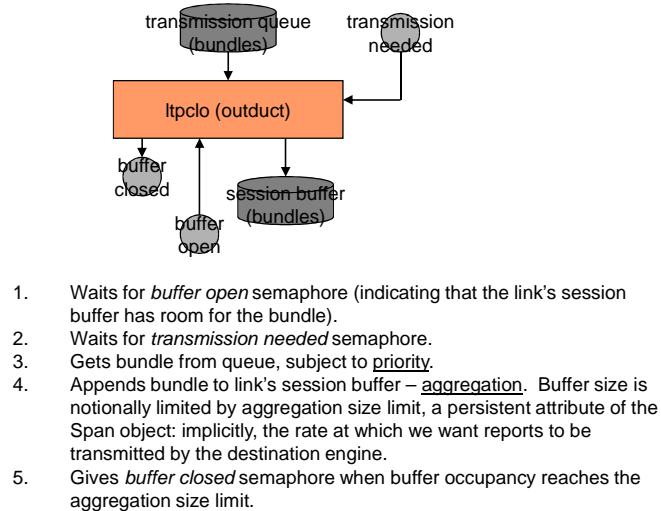 transmission queue
(bundles)
transmission
needed
ltpclo (outduct)
buffer
closed
session buffer
(bundles)
buffer
open
1. Waits for buffer open semaphore (indicating that the link's session
buffer has room for the bundle).
2. Waits for transmission needed semaphore.
3. Gets bundle from queue, subject to priority.
4. Appends bundle to link's session buffer – aggregation. Buffer size is
notionally limited by aggregation size limit, a persistent attribute of the
Span object: implicitly, the rate at which we want reports to be
transmitted by the destination engine.
5. Gives buffer closed semaphore when buffer occupancy reaches the
aggregation size limit.